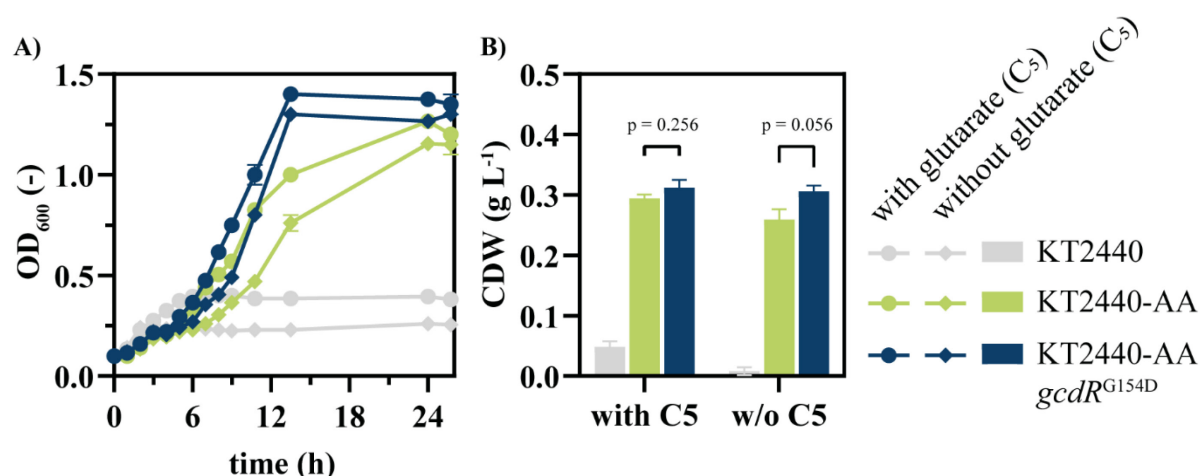 A)
1.5
1.0
0.5
0.0
OD600 (-)
0 6 12 18 24
time (h)
B)
0.5
0.4
0.3
0.2
0.1
0.0
CDW (g L-1)
p = 0.256
p = 0.056
with C5 w/o C5
with glutarate (C5)
without glutarate (C5)
KT2440
KT2440-AA
KT2440-AA
gcdRG154D